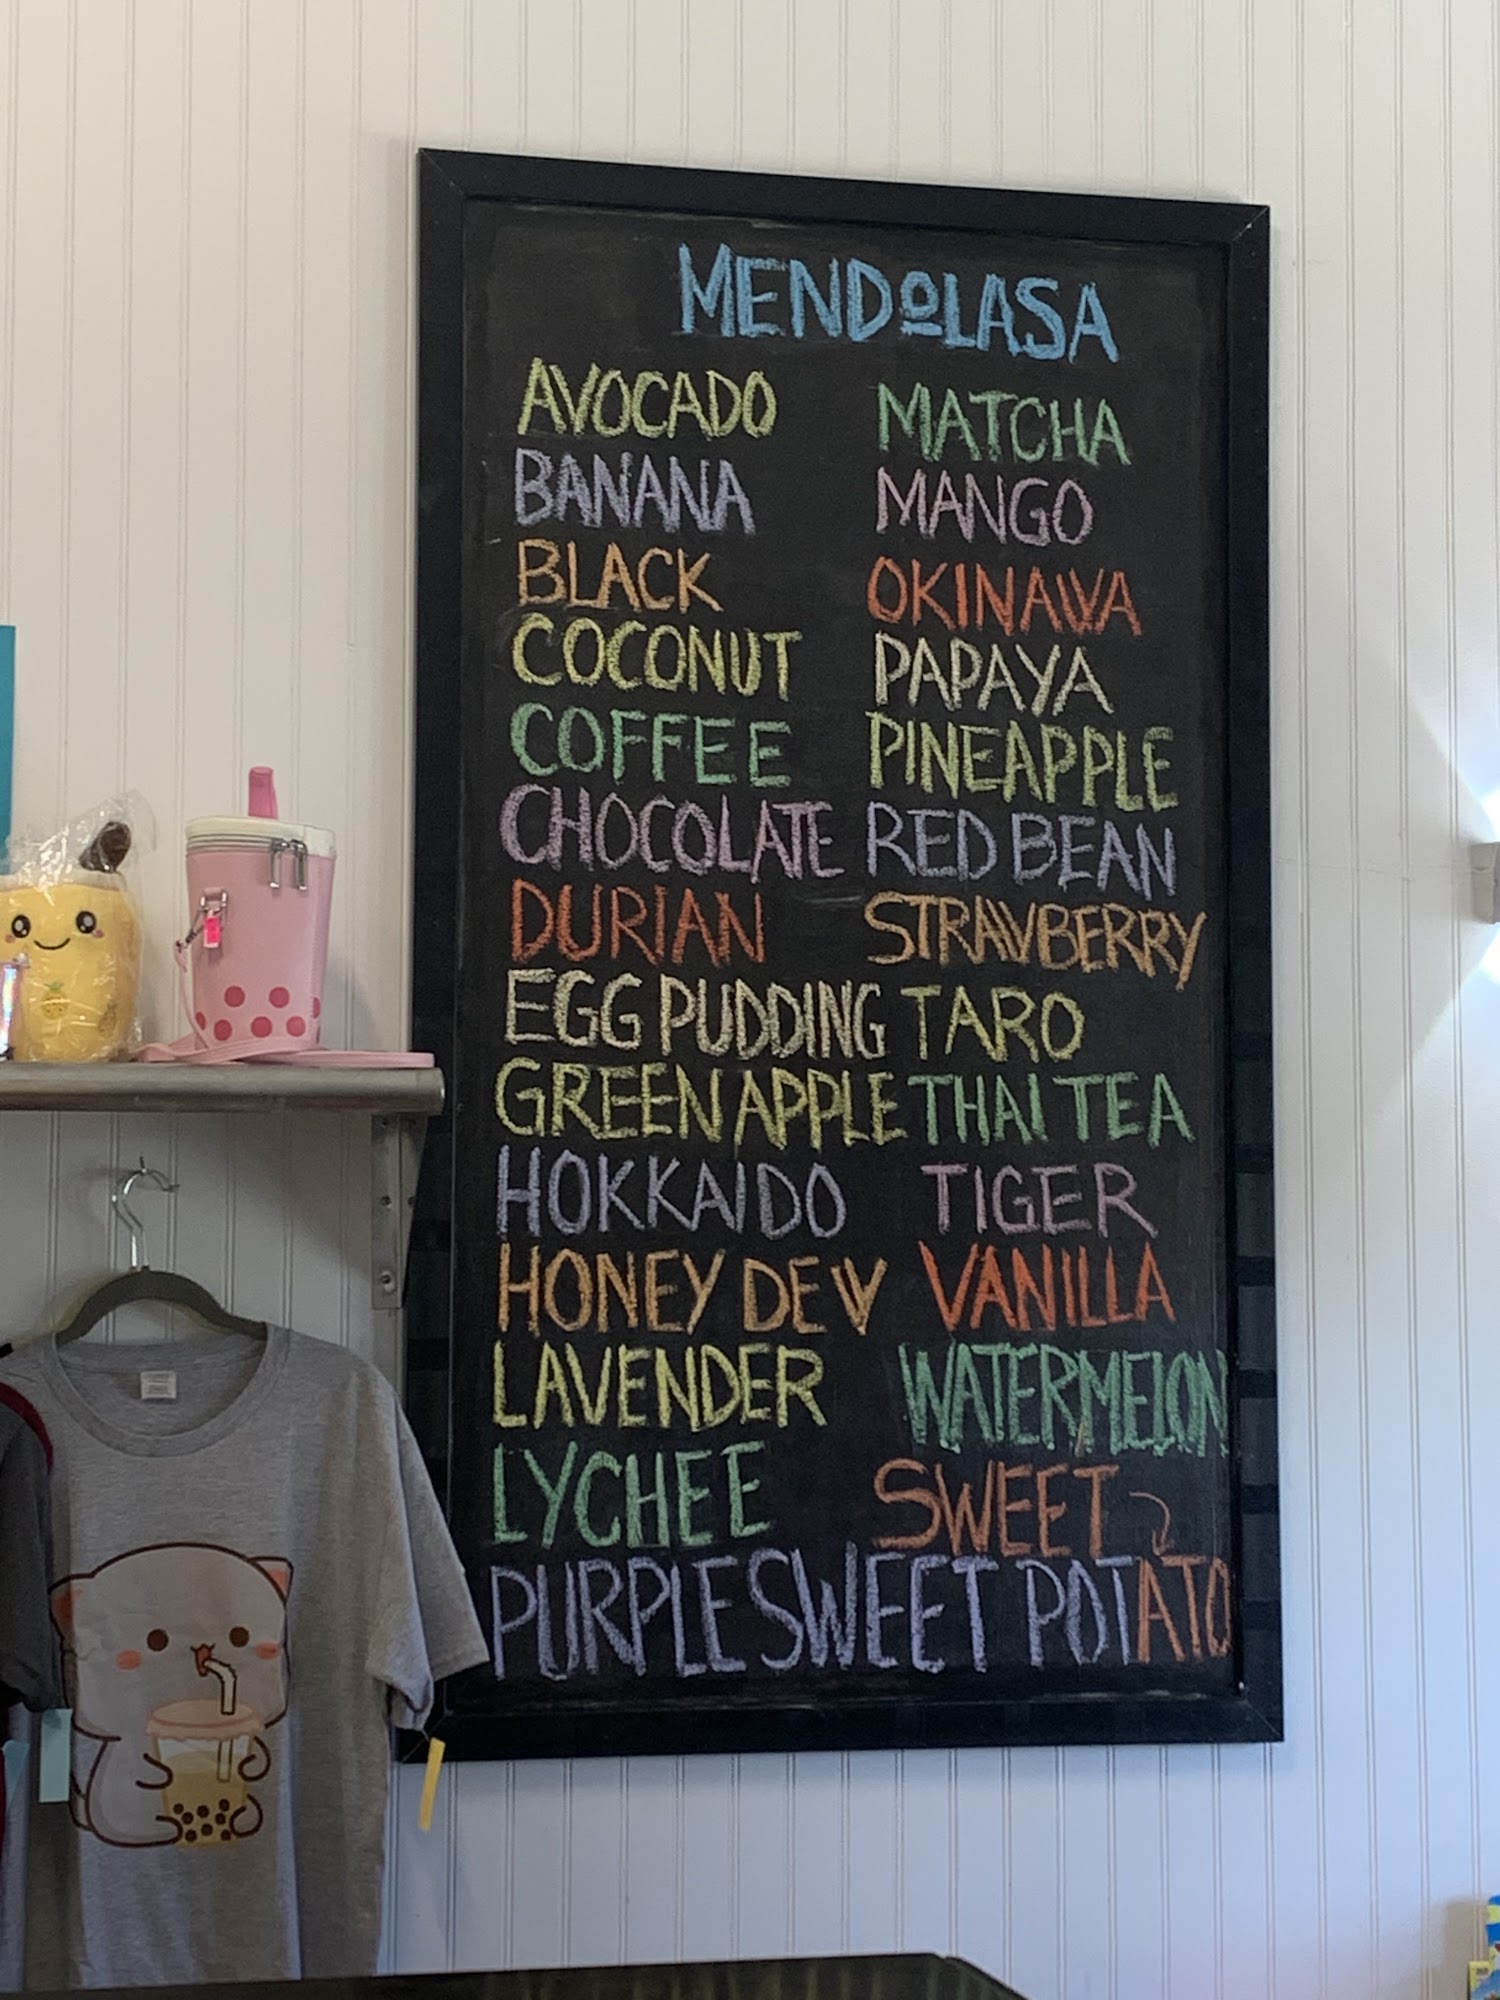 MENDOLASA
AVOCADO
BANANA
BLACK
COCONUT
COFFEE
CHOCOLATE
DURIAN
EGG PUDDING
GREEN APPLE
HOKKAIDO
HONEY DEW
LAVENDER
LYCHEE
PURPLE SWEET POTATO
MATCHA
MANGO
OKINAWA
PAPAYA
PINEAPPLE
RED BEAN
STRAWBERRY
TARO
THAI TEA
TIGER
VANILLA
WATERMELON
SWEET